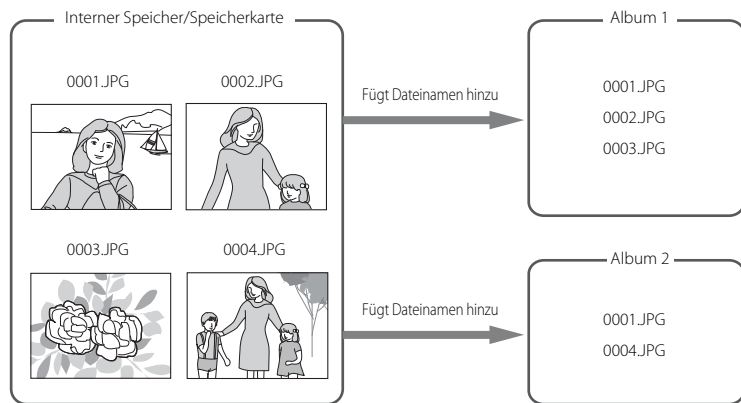 Interner Speicher/Speicherkarte
0001.JPG
0002.JPG
0003.JPG
0004.JPG
Fügt Dateinamen hinzu
Album 1
0001.JPG
0002.JPG
0003.JPG
Fügt Dateinamen hinzu
Album 2
0001.JPG
0004.JPG